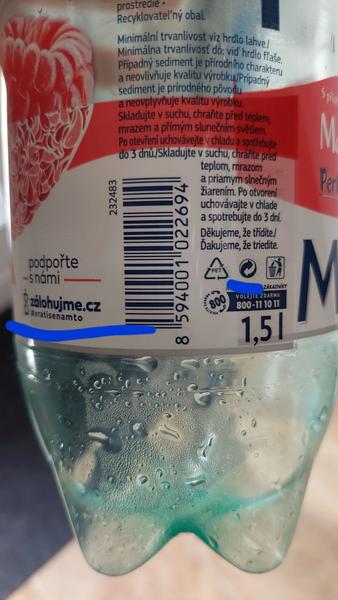 prostředie •
Recyklovateľný obal.
Minimální trvanlivost viz hrdlo lahve/
Minimálna trvanlivosť do: viď hrdlo fľaše.
Případný sediment je přírodního charakteru
a neovlivňuje kvalitu výrobku/Prípadný
sediment je prírodného pôvodu
a neovplyvňuje kvalitu výrobku.
Skladujte v suchu, chraňte před teplem,
mrazem a přímým slunečním světlem.
Po otevření uchovávejte v chladu a spotřebujte
do 3 dnů/Skladujte v suchu, chráňte pred
teplom, mrazom
a priamym slnečným
žiarením. Po otvorení
uchovávajte v chlade
a spotrebujte do 3 dní.
Děkujeme, že třídíte/
Ďakujeme, že triedite.
232483
8 594001 022694
podpořte
s námi
zálohujme.cz
#vratisenamto
PET
800
ZÁKAZNÍKY
VOLEJTE ZDARMA
800-11 10 11
1,5 l